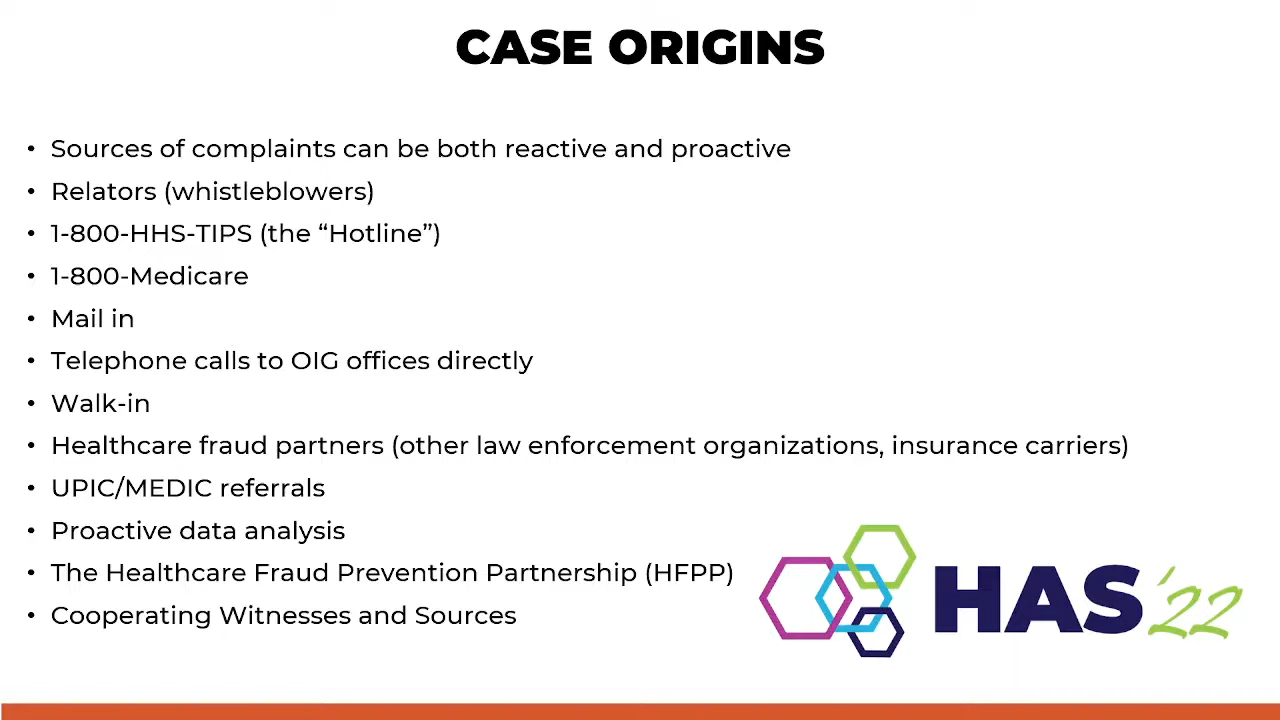 CASE ORIGINS
• Sources of complaints can be both reactive and proactive
• Relators (whistleblowers)
• 1-800-HHS-TIPS (the “Hotline”)
• 1-800-Medicare
• Mail in
• Telephone calls to OIG offices directly
• Walk-in
• Healthcare fraud partners (other law enforcement organizations, insurance carriers)
• UPIC/MEDIC referrals
• Proactive data analysis
• The Healthcare Fraud Prevention Partnership (HFPP)
• Cooperating Witnesses and Sources
HAS '22